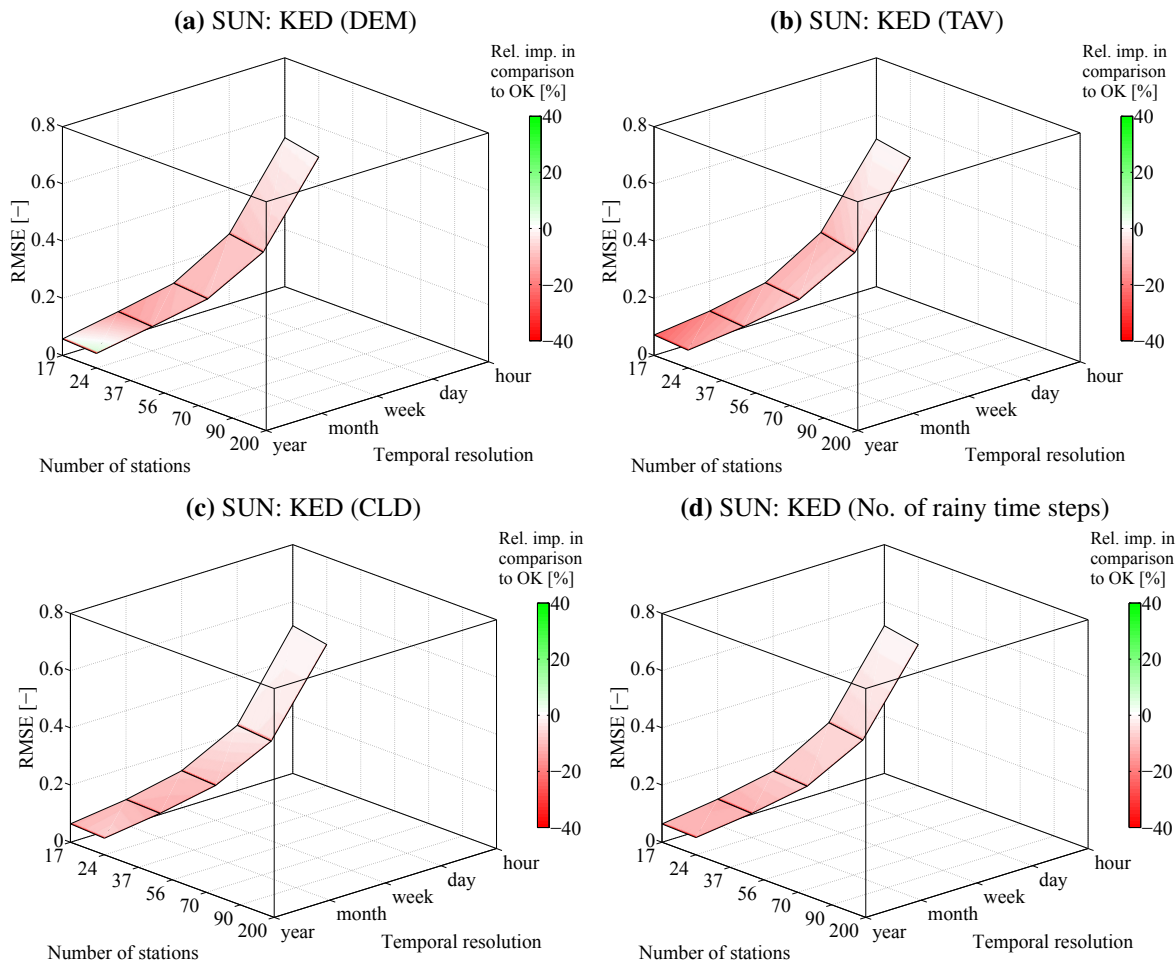 (a) SUN: KED (DEM)
Rel. imp. in
comparison
to OK [%]
40
20
0
−20
−40
0.8
0.6
0.4
0.2
0
RMSE [−]
17
24
37
56
70
90
200
year
month
week
day
hour
Number of stations
Temporal resolution
(b) SUN: KED (TAV)
Rel. imp. in
comparison
to OK [%]
40
20
0
−20
−40
0.8
0.6
0.4
0.2
0
RMSE [−]
17
24
37
56
70
90
200
year
month
week
day
hour
Number of stations
Temporal resolution
(c) SUN: KED (CLD)
Rel. imp. in
comparison
to OK [%]
40
20
0
−20
−40
0.8
0.6
0.4
0.2
0
RMSE [−]
17
24
37
56
70
90
200
year
month
week
day
hour
Number of stations
Temporal resolution
(d) SUN: KED (No. of rainy time steps)
Rel. imp. in
comparison
to OK [%]
40
20
0
−20
−40
0.8
0.6
0.4
0.2
0
RMSE [−]
17
24
37
56
70
90
200
year
month
week
day
hour
Number of stations
Temporal resolution